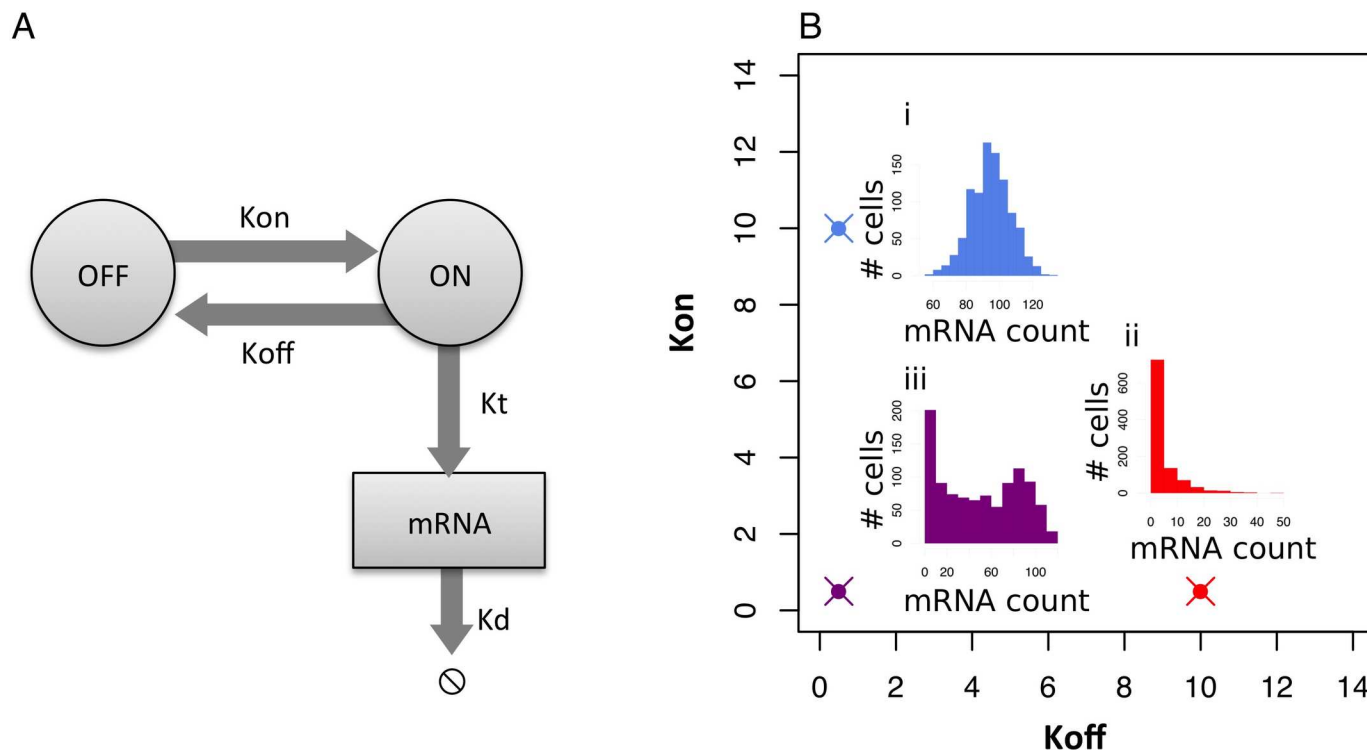 A
Kon
OFF
ON
Koff
Kt
mRNA
Kd
B
Kon
14
12
10
8
6
4
2
0
i
# cells
150
100
50
0
60 80 100 120
mRNA count
ii
# cells
600
400
200
0
0 10 20 30 40 50
mRNA count
iii
# cells
200
150
100
50
0
0 20 60 100
mRNA count
0 2 4 6 8 10 12 14
Koff